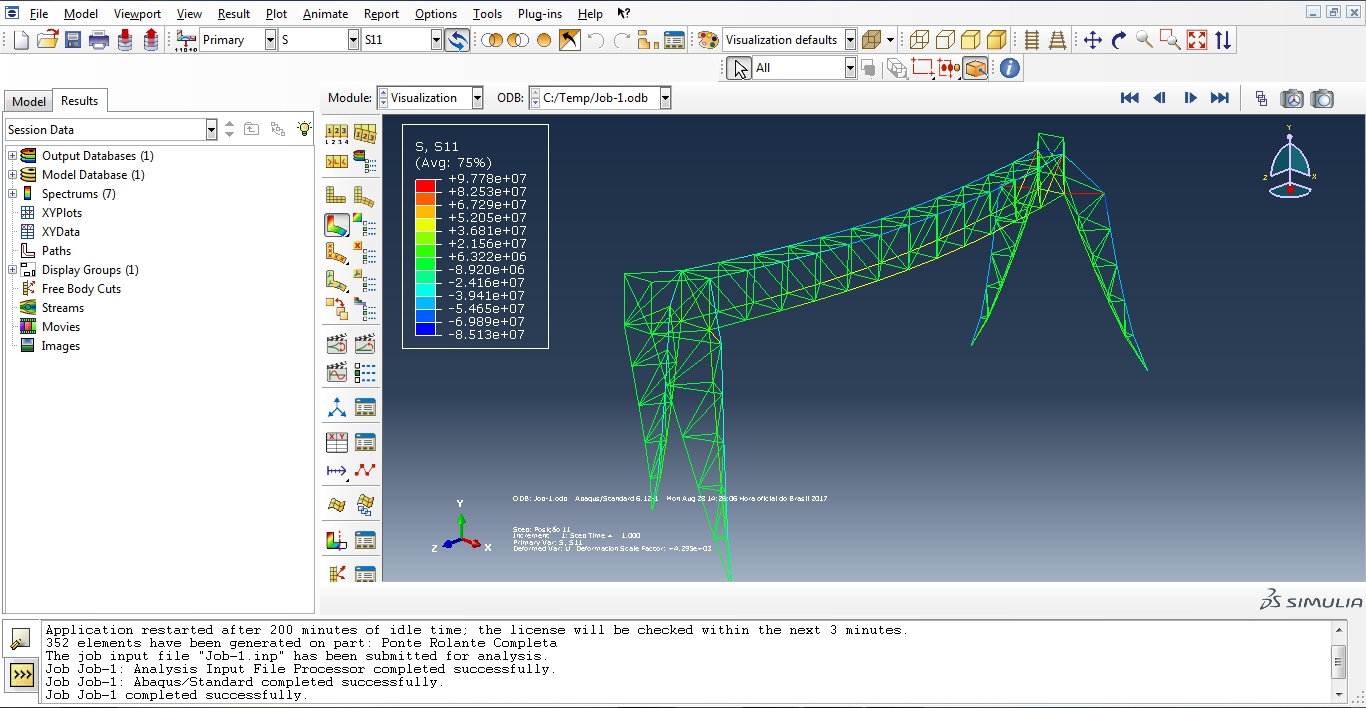 File Model Viewport View Result Plot Animate Report Options Tools Plug-ins Help
Primary S S11 Visualization defaults
All
Model Results
Module: Visualization ODB: C:/Temp/Job-1.odb
Session Data
Output Databases (1)
Model Database (1)
Spectrums (7)
XYPlots
XYData
Paths
Display Groups (1)
Free Body Cuts
Streams
Movies
Images
S, S11
(Avg: 75%)
+9.778e+07
+8.253e+07
+6.729e+07
+5.205e+07
+3.681e+07
+2.156e+07
+6.322e+06
-8.920e+06
-2.416e+07
-3.941e+07
-5.465e+07
-6.989e+07
-8.513e+07
Y
Z X
ODB: Job-1.odb Abaqus/Standard 6.12-1 Mon Aug 28 14:26:06 Hora oficial do Brasil 2017
Y
Z X
Step: Posição 11
Increment 1: Step Time = 1.000
Primary Var: S, S11
Deformed Var: U Deformation Scale Factor: +4.295e+03
SIMULIA
Application restarted after 200 minutes of idle time; the license will be checked within the next 3 minutes.
352 elements have been generated on part: Ponte Rolante Completa
The job input file "Job-1.inp" has been submitted for analysis.
Job Job-1: Analysis Input File Processor completed successfully.
Job Job-1: Abaqus/Standard completed successfully.
Job Job-1 completed successfully.